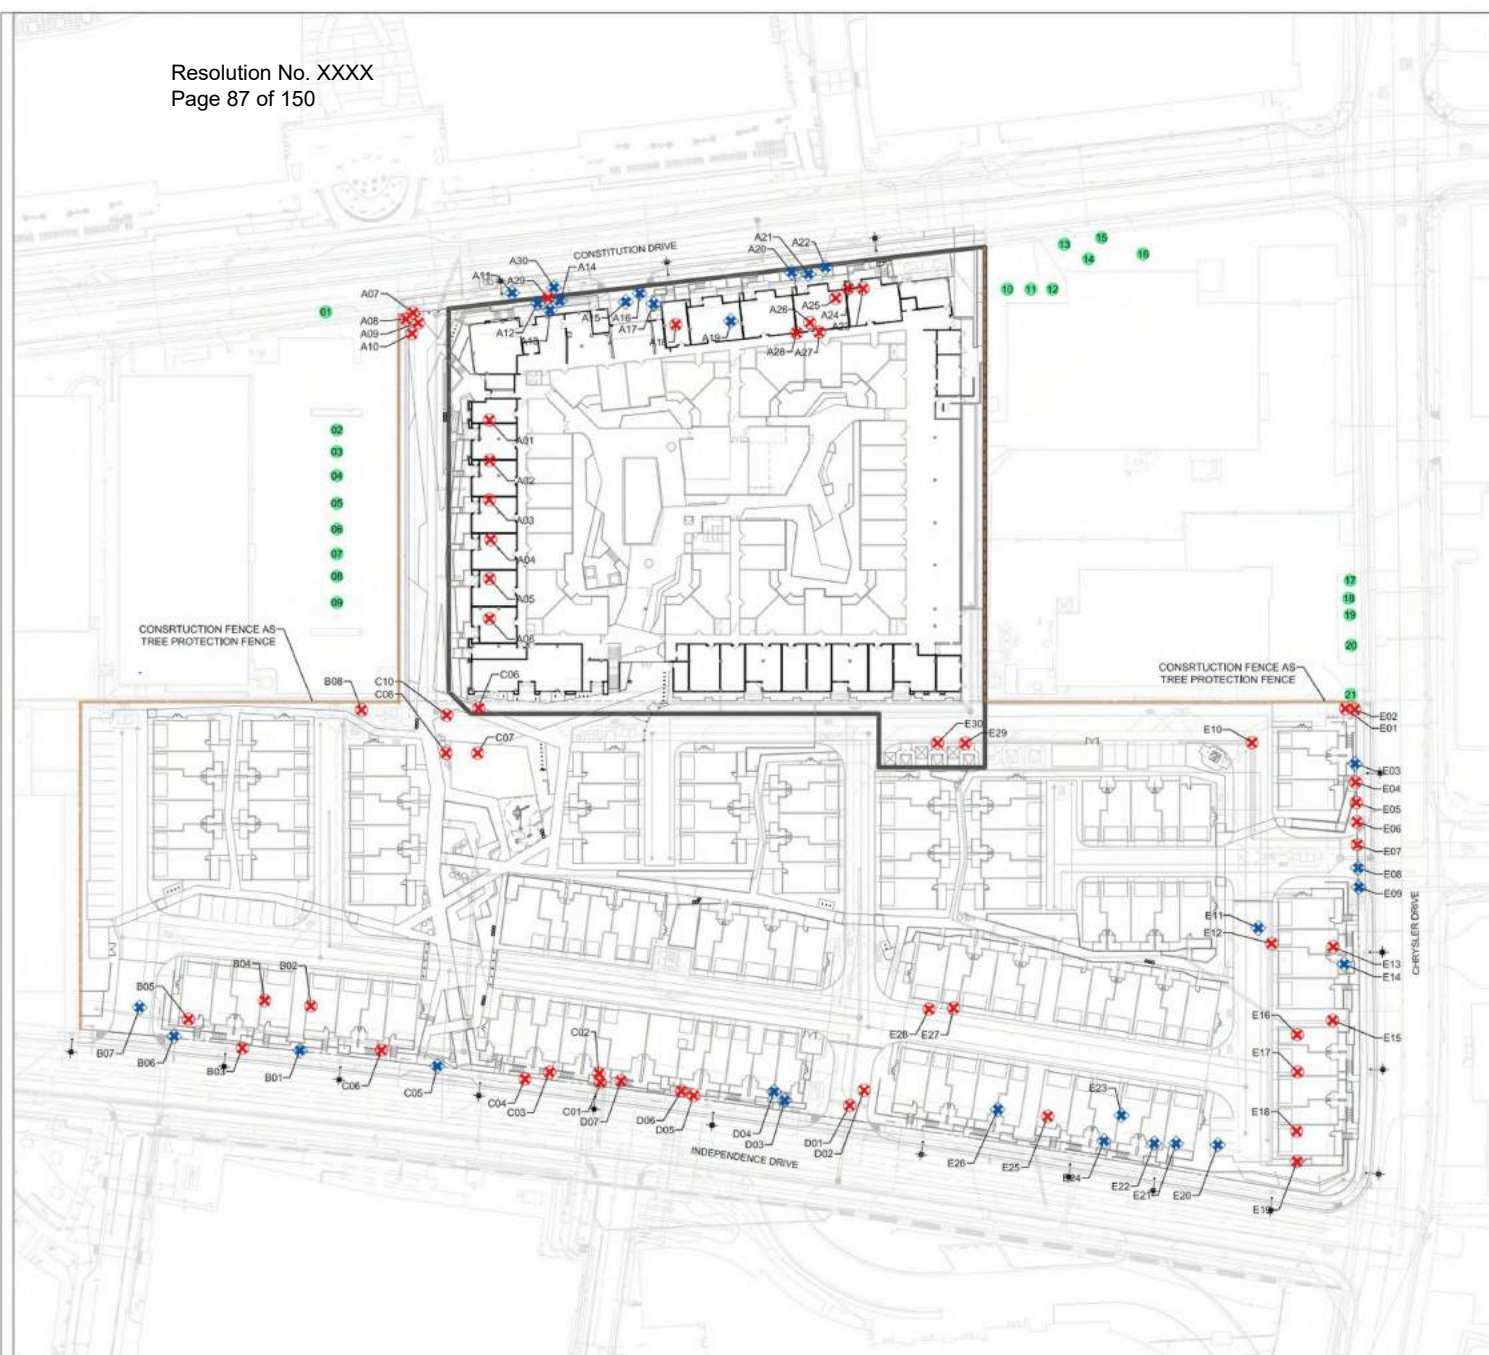 Resolution No. XXXX
Page 87 of 150
CONSTITUTION DRIVE
A21
A20
A22
A30
A14
A11
A29
A07
A08
A09
A10
01
A12
A13
A15
A16
A17
A18
A19
A26
A25
A24
A23
A28
A27
10
11
12
13
14
15
16
A01
A02
A03
A04
A05
A06
02
03
04
05
06
07
08
09
17
18
19
20
21
CONSRTUCTION FENCE AS
TREE PROTECTION FENCE
CONSRTUCTION FENCE AS
TREE PROTECTION FENCE
B08
C10
C08
C06
C07
E30
E29
E10
E02
E01
E03
E04
E05
E06
E07
E08
E09
CHRYSLER DRIVE
E11
E12
E13
E14
E15
E16
E17
E18
E19
B05
B04
B02
B07
B06
B03
B01
C06
C05
C02
C04
C03
C01
D07
D06
D05
D04
D03
D01
D02
E28
E27
E23
E26
E25
E24
E22
E21
E20
INDEPENDENCE DRIVE